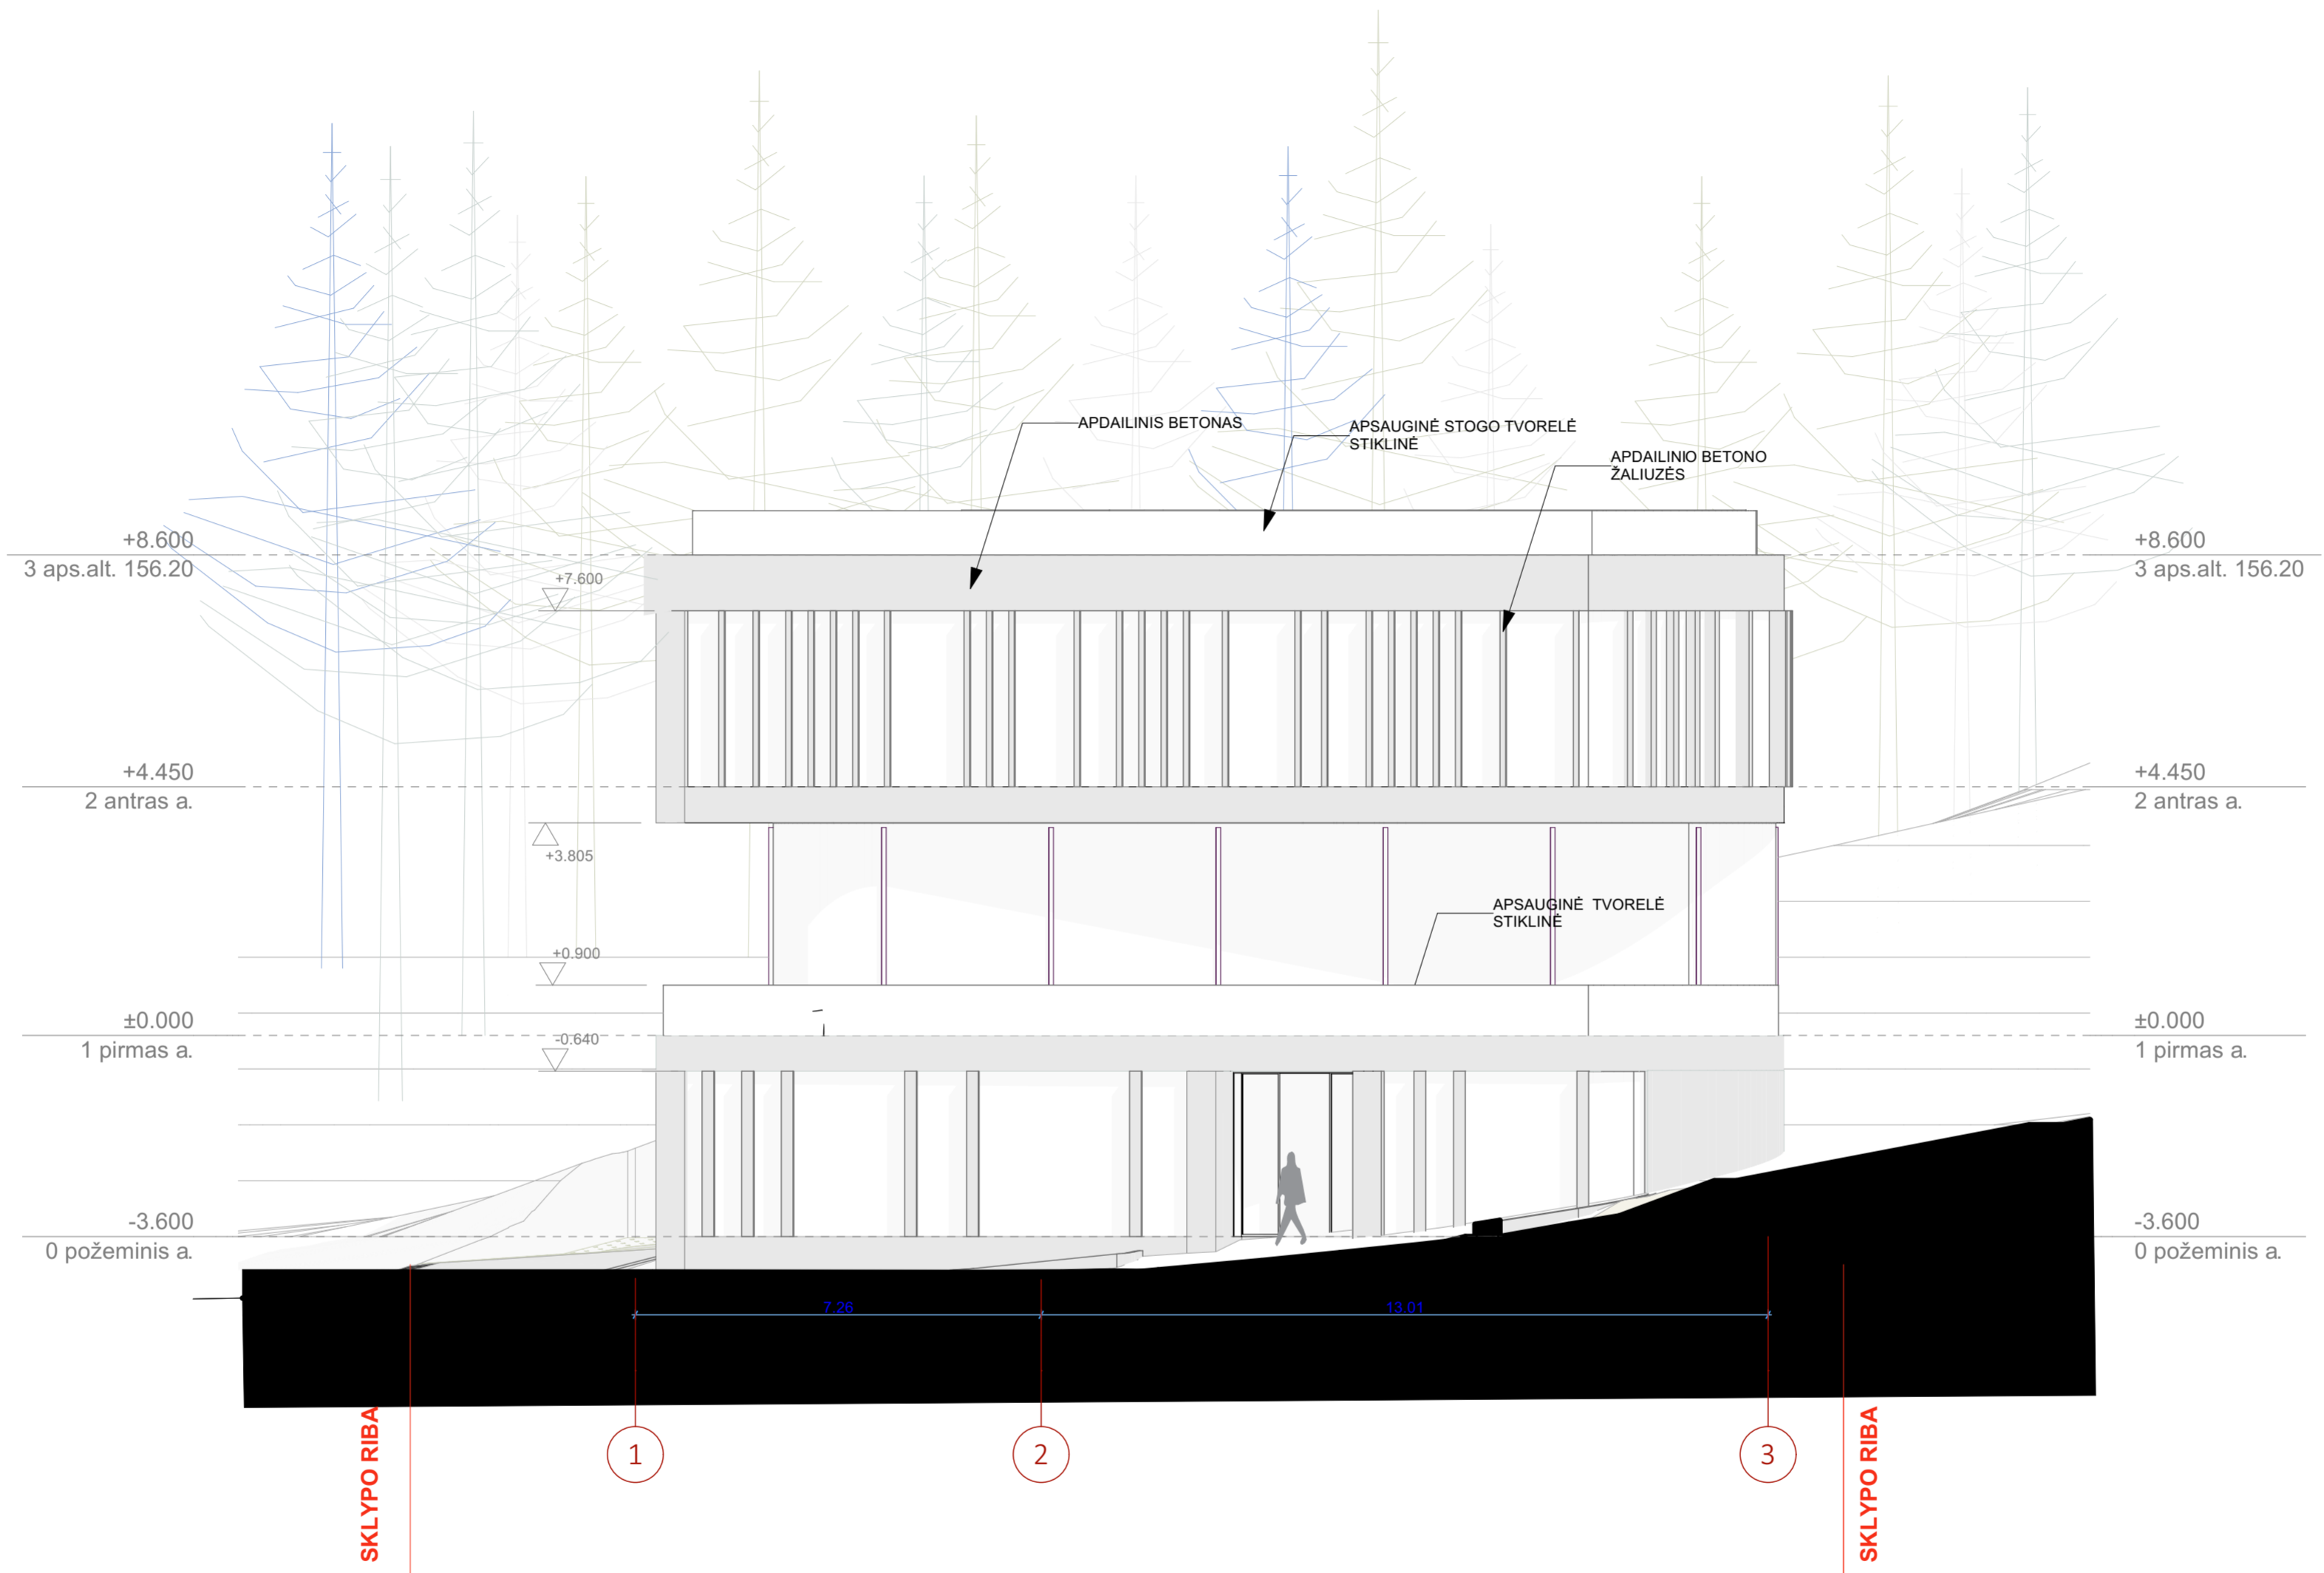 APDAILINIS BETONAS
APSAUGINĖ STOGO TVORELĖ
STIKLINĖ
APDAILINIO BETONO
ŽALIUZĖS
+8.600
3 aps.alt. 156.20
+7.600
+8.600
3 aps.alt. 156.20
+4.450
2 antras a.
+4.450
2 antras a.
+3.805
APSAUGINĖ TVORELĖ
STIKLINĖ
+0.900
±0.000
1 pirmas a.
-0.640
±0.000
1 pirmas a.
-3.600
0 požeminis a.
-3.600
0 požeminis a.
7.26
13.01
SKLYPO RIBA
1
2
3
SKLYPO RIBA